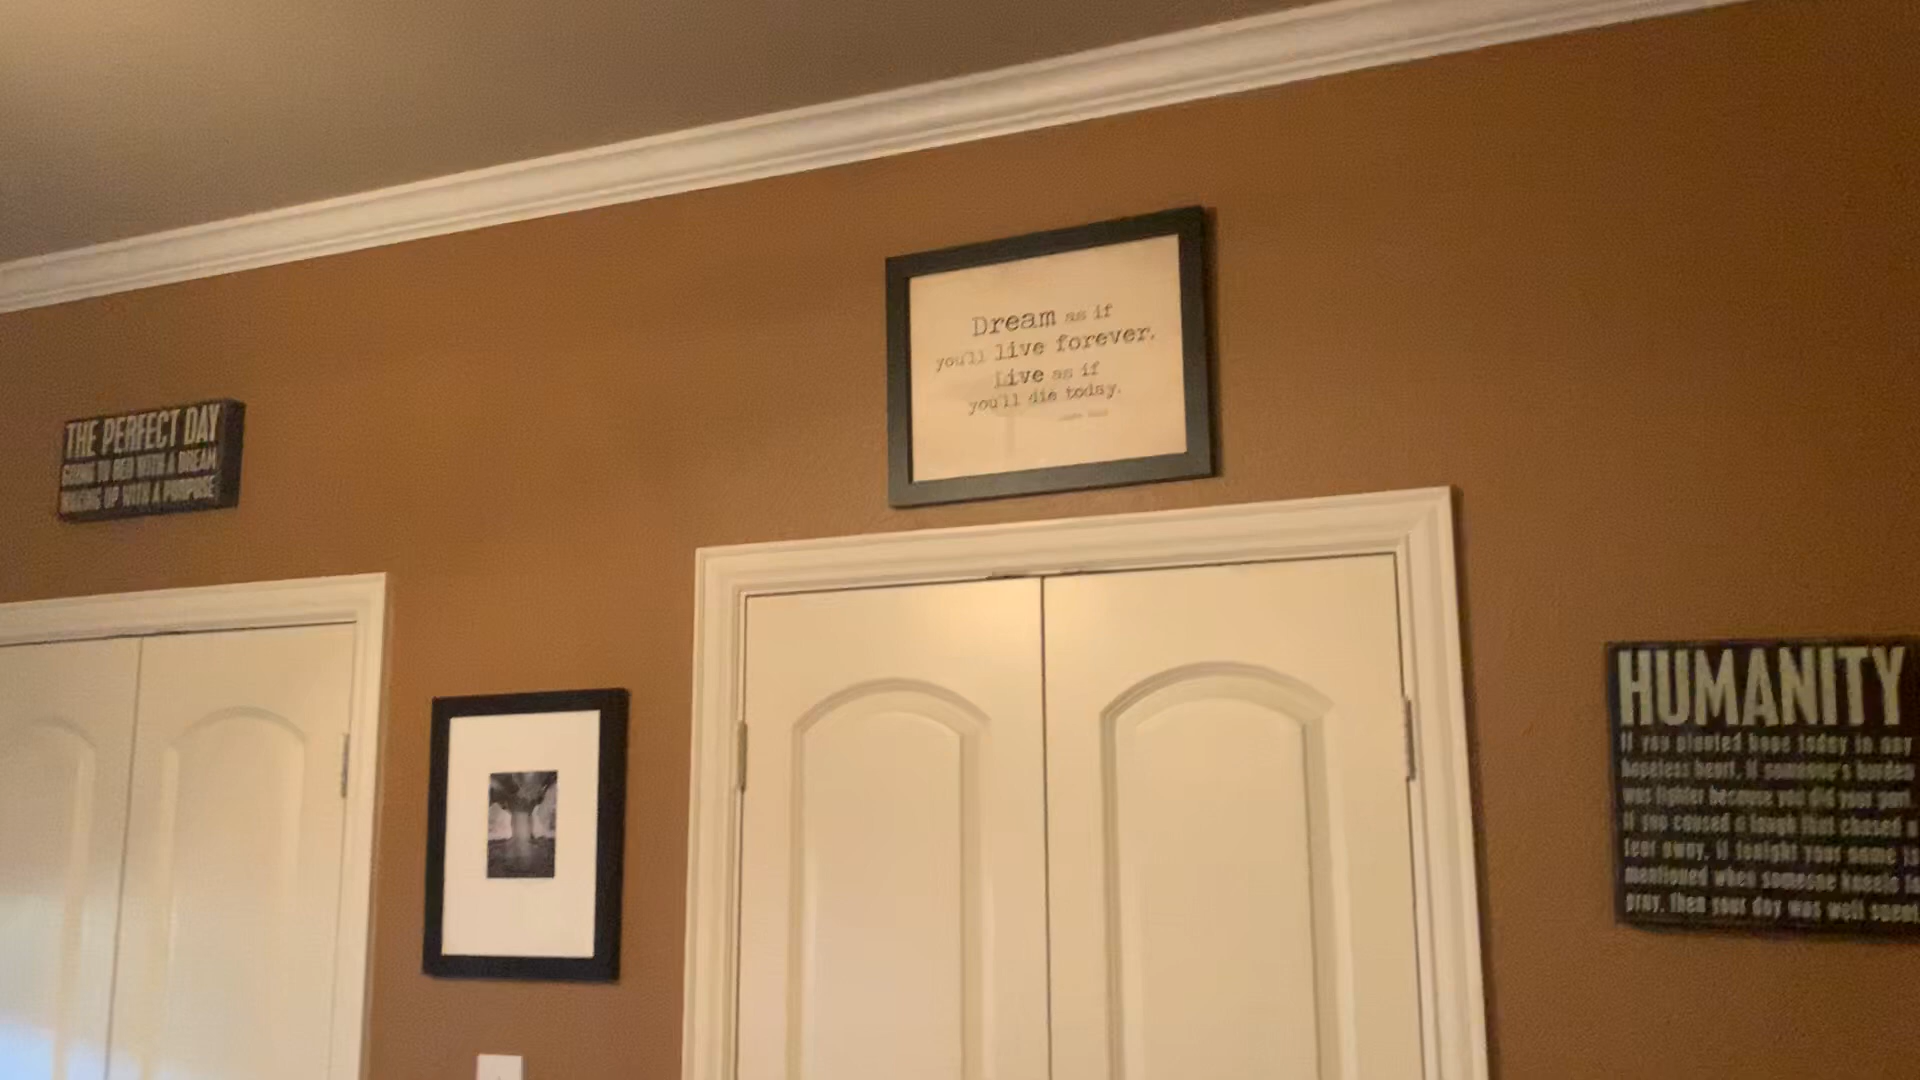 THE PERFECT DAY
GOING TO BED WITH A DREAM
WAKING UP WITH A PURPOSE
Dream as if
you'll live forever.
Live as if
you'll die today.
HUMANITY
If you planted hope today in any
hopeless heart, if someone's burden
was lighter because you did your part
If you caused a laugh that chased a
tear away, if tonight your name is
mentioned when someone kneels to
pray, then your day was well spent